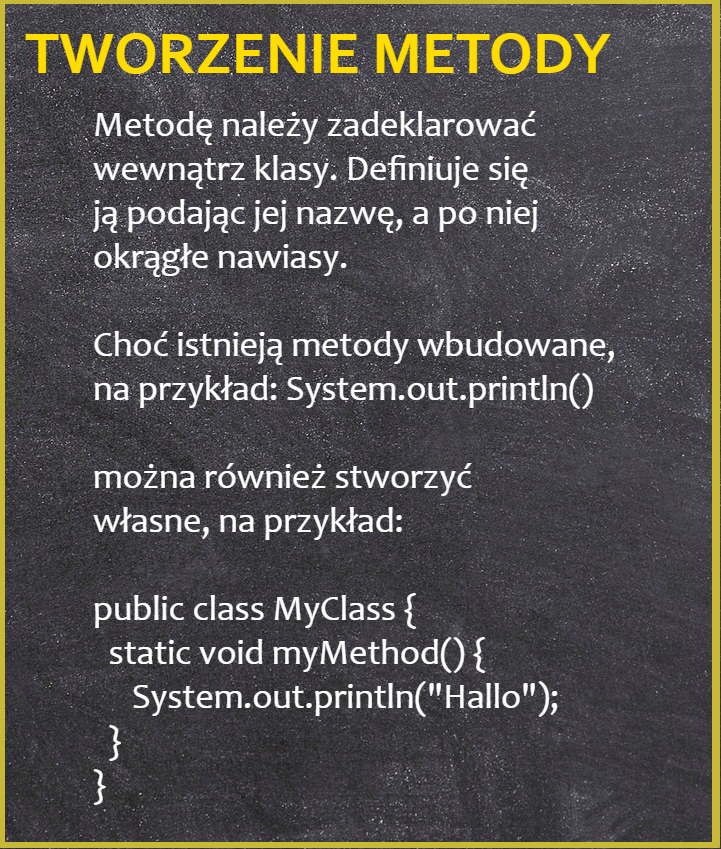 TWORZENIE METODY
Metodę należy zadeklarować
wewnątrz klasy. Definiuje się
ją podając jej nazwę, a po niej
okrągłe nawiasy.
Choć istnieją metody wbudowane,
na przykład: System.out.println()
można również stworzyć
własne, na przykład:
public class MyClass {
static void myMethod() {
System.out.println("Hallo");
}
}